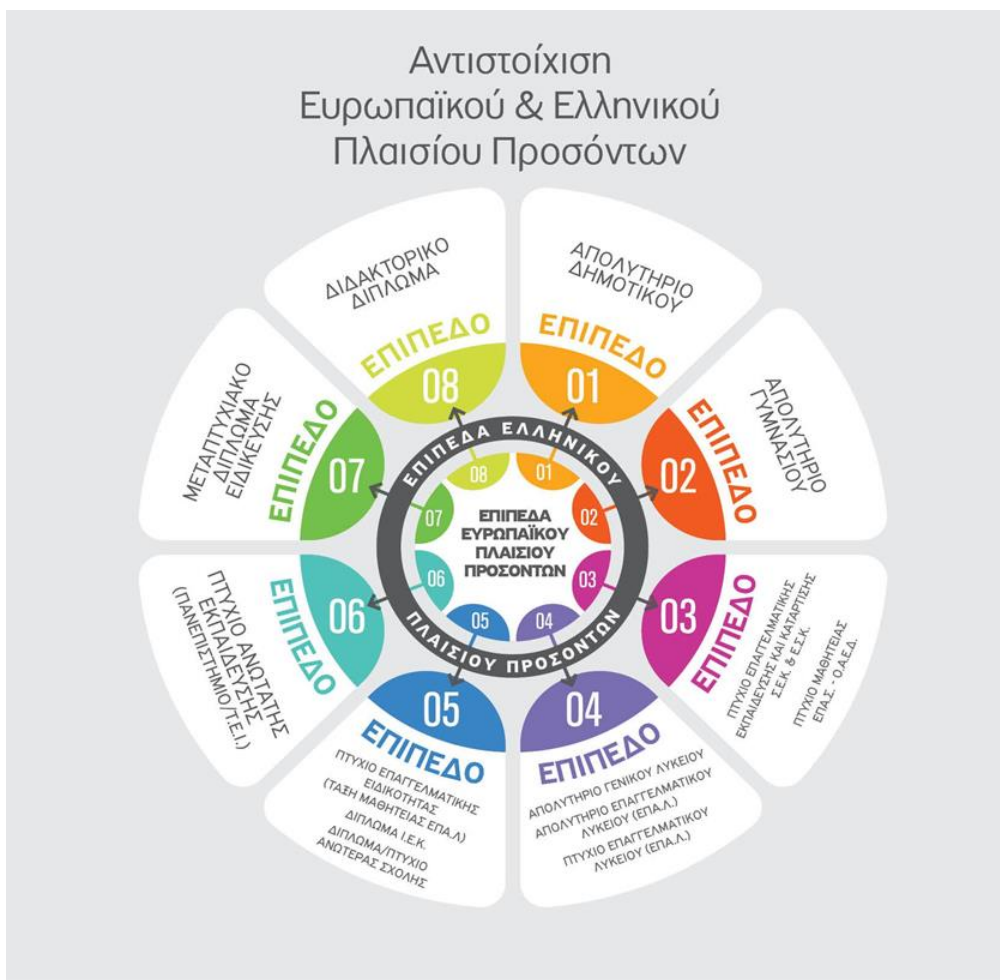 Αντιστοίχιση
Ευρωπαϊκού & Ελληνικού
Πλαισίου Προσόντων
ΑΠΟΛΥΤΗΡΙΟ
ΔΗΜΟΤΙΚΟΥ
ΕΠΙΠΕΔΟ
01
ΑΠΟΛΥΤΗΡΙΟ
ΓΥΜΝΑΣΙΟΥ
ΕΠΙΠΕΔΟ
02
ΕΠΙΠΕΔΟ
03
ΠΤΥΧΙΟ ΕΠΑΓΓΕΛΜΑΤΙΚΗΣ
ΕΚΠΑΙΔΕΥΣΗΣ ΚΑΙ ΚΑΤΑΡΤΙΣΗΣ
Σ.Ε.Κ. & Ε.Σ.Κ.
ΠΤΥΧΙΟ ΜΑΘΗΤΕΙΑΣ
ΕΠΑ.Σ. - Ο.Α.Ε.Δ.
04
ΕΠΙΠΕΔΟ
ΑΠΟΛΥΤΗΡΙΟ ΓΕΝΙΚΟΥ ΛΥΚΕΙΟΥ
ΑΠΟΛΥΤΗΡΙΟ ΕΠΑΓΓΕΛΜΑΤΙΚΟΥ
ΛΥΚΕΙΟΥ (ΕΠΑ.Λ.)
ΠΤΥΧΙΟ ΕΠΑΓΓΕΛΜΑΤΙΚΟΥ
ΛΥΚΕΙΟΥ (ΕΠΑ.Λ.)
05
ΕΠΙΠΕΔΟ
ΠΤΥΧΙΟ ΕΠΑΓΓΕΛΜΑΤΙΚΗΣ
ΕΙΔΙΚΟΤΗΤΑΣ
(ΤΑΞΗ ΜΑΘΗΤΕΙΑΣ ΕΠΑ.Λ)
ΔΙΠΛΩΜΑ Ι.Ε.Κ.
ΔΙΠΛΩΜΑ/ΠΤΥΧΙΟ
ΑΝΩΤΕΡΑΣ ΣΧΟΛΗΣ
06
ΕΠΙΠΕΔΟ
ΠΤΥΧΙΟ ΑΝΩΤΑΤΗΣ
ΕΚΠΑΙΔΕΥΣΗΣ
(ΠΑΝΕΠΙΣΤΗΜΙΟ/Τ.Ε.Ι.)
ΜΕΤΑΠΤΥΧΙΑΚΟ
ΔΙΠΛΩΜΑ
ΕΙΔΙΚΕΥΣΗΣ
ΕΠΙΠΕΔΟ
07
ΔΙΔΑΚΤΟΡΙΚΟ
ΔΙΠΛΩΜΑ
ΕΠΙΠΕΔΟ
08
ΕΠΙΠΕΔΑ ΕΛΛΗΝΙΚΟΥ
ΠΛΑΙΣΙΟΥ ΠΡΟΣΟΝΤΩΝ
01
02
03
04
05
06
07
08
ΕΠΙΠΕΔΑ
ΕΥΡΩΠΑΪΚΟΥ
ΠΛΑΙΣΙΟΥ
ΠΡΟΣΟΝΤΩΝ